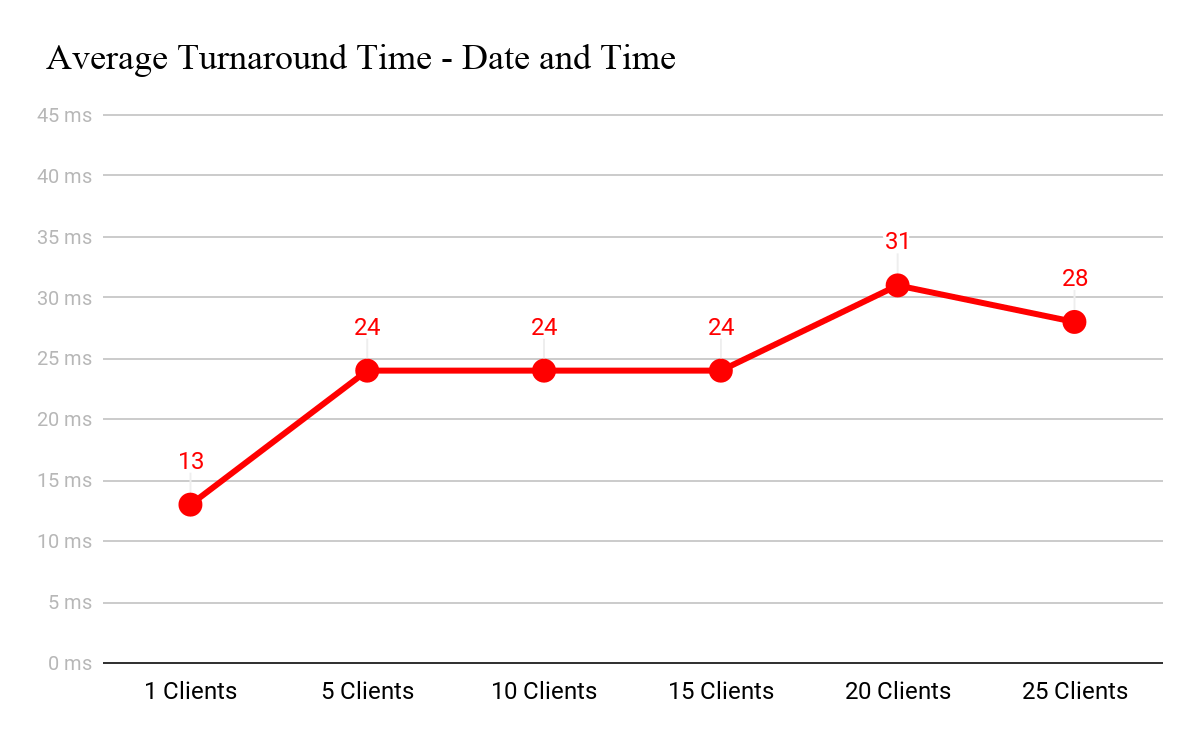 Average Turnaround Time - Date and Time
45 ms
40 ms
35 ms
30 ms
25 ms
20 ms
15 ms
10 ms
5 ms
0 ms
13
24
24
24
31
28
1 Clients
5 Clients
10 Clients
15 Clients
20 Clients
25 Clients